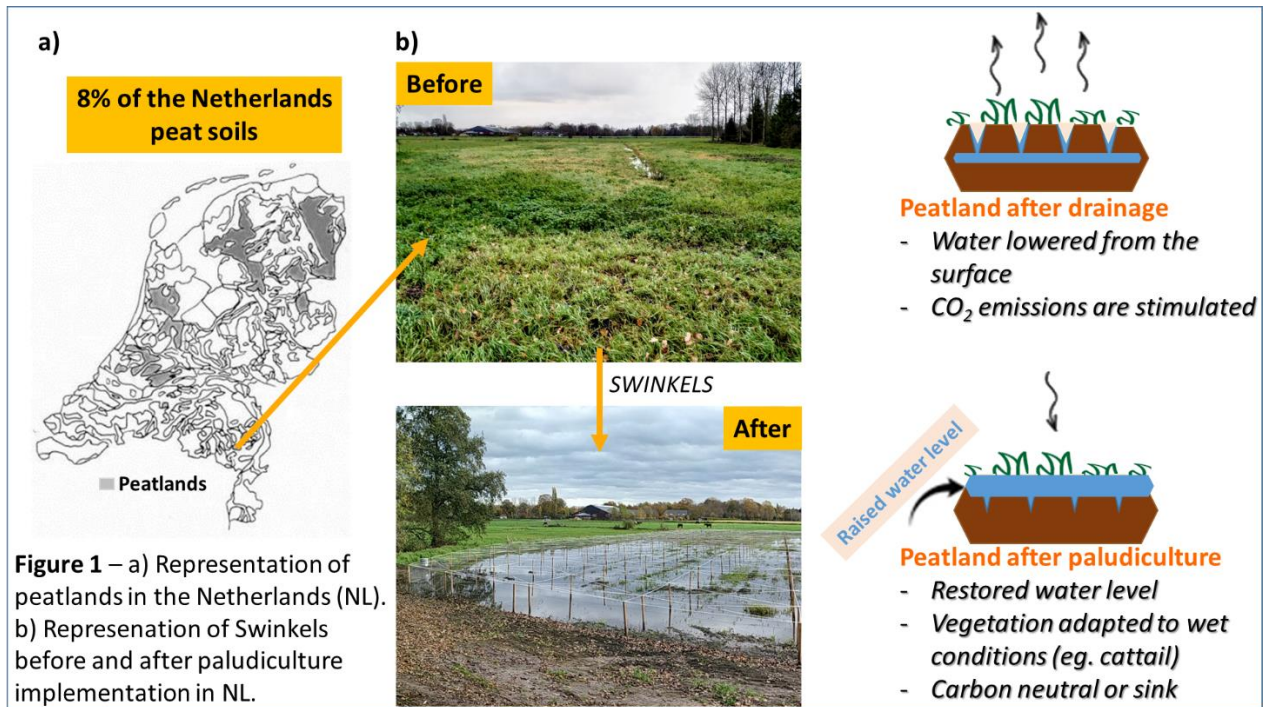 a)
8% of the Netherlands
peat soils
Peatlands
Figure 1 – a) Representation of
peatlands in the Netherlands (NL).
b) Represenation of Swinkels
before and after paludiculture
implementation in NL.
b)
Before
SWINKELS
After
Peatland after drainage
- Water lowered from the
surface
- CO₂ emissions are stimulated
Raised water level
Peatland after paludiculture
- Restored water level
- Vegetation adapted to wet
conditions (eg. cattail)
- Carbon neutral or sink